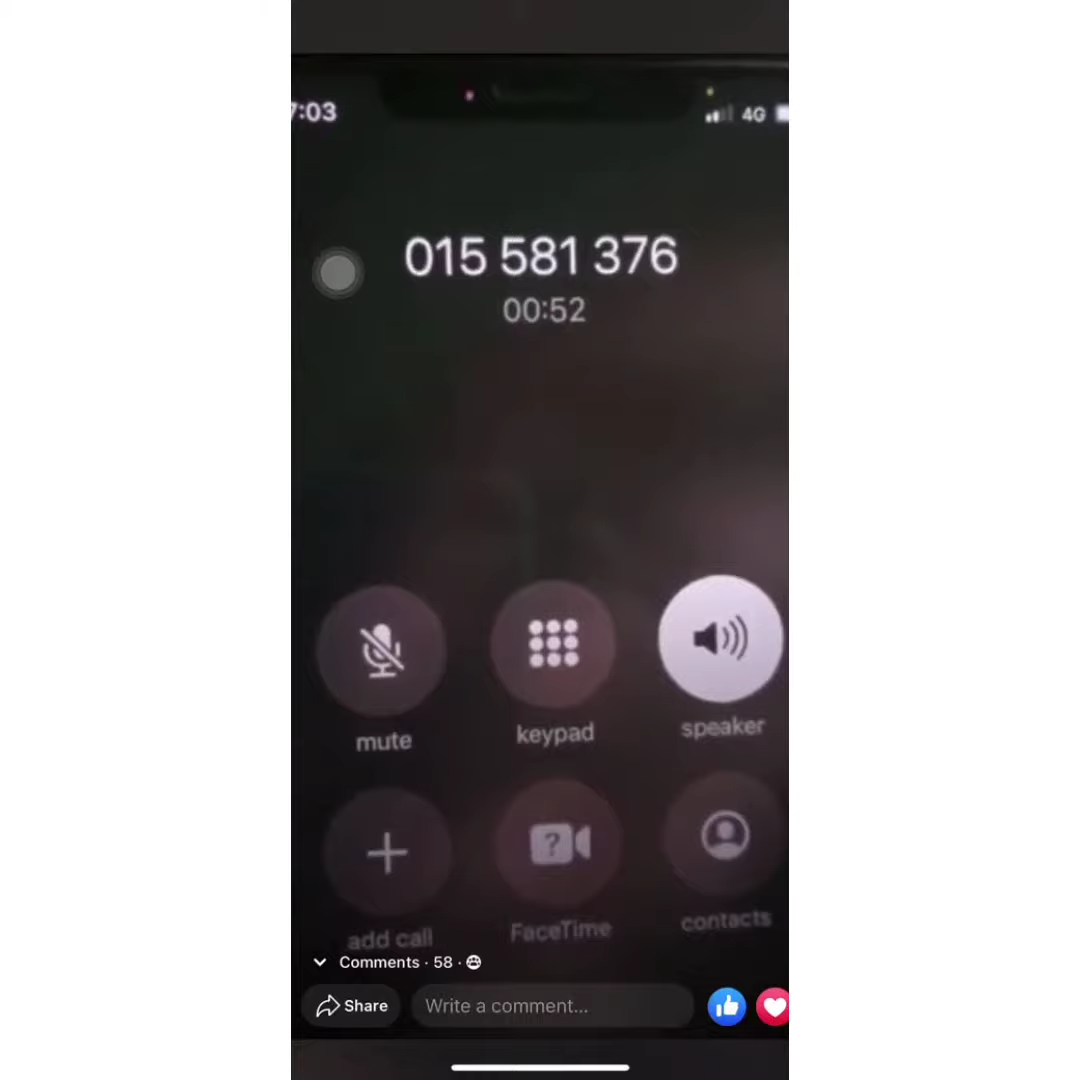 7:03
4G
015 581 376
00:52
mute
keypad
speaker
add call
FaceTime
contacts
Comments · 58 ·
Share
Write a comment...